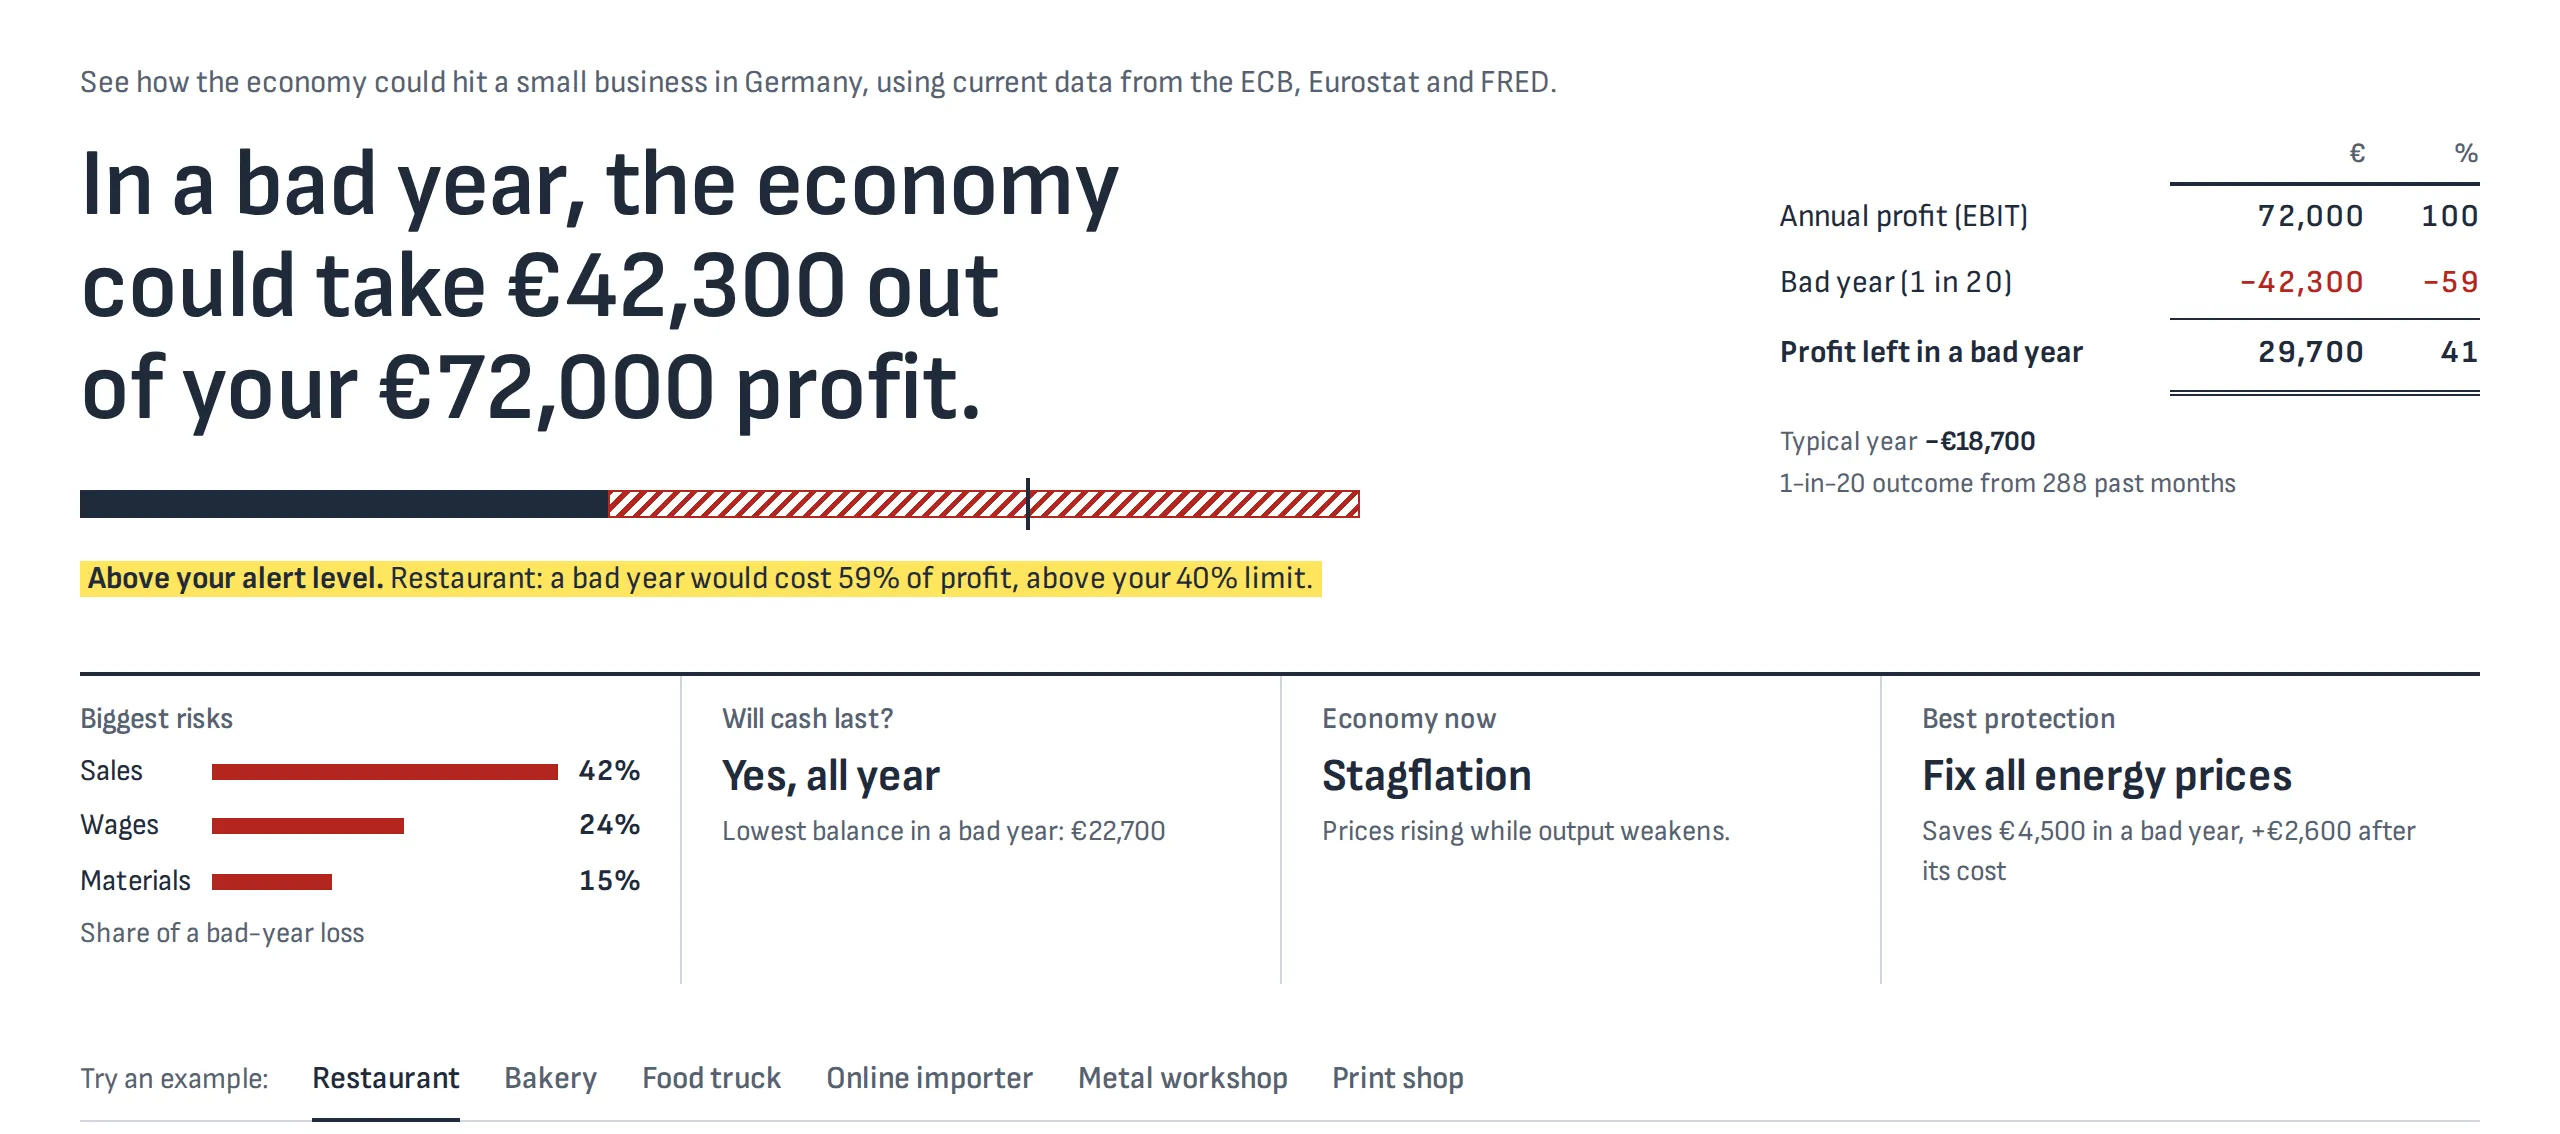 See how the economy could hit a small business in Germany, using current data from the ECB, Eurostat and FRED.
In a bad year, the economy
could take €42,300 out
of your €72,000 profit.
€ %
Annual profit (EBIT) 72,000 100
Bad year (1 in 20) −42,300 −59
Profit left in a bad year 29,700 41
Typical year −€18,700
1-in-20 outcome from 288 past months
Above your alert level. Restaurant: a bad year would cost 59% of profit, above your 40% limit.
Biggest risks
Sales 42%
Wages 24%
Materials 15%
Share of a bad-year loss
Will cash last?
Yes, all year
Lowest balance in a bad year: €22,700
Economy now
Stagflation
Prices rising while output weakens.
Best protection
Fix all energy prices
Saves €4,500 in a bad year, +€2,600 after
its cost
Try an example: Restaurant Bakery Food truck Online importer Metal workshop Print shop